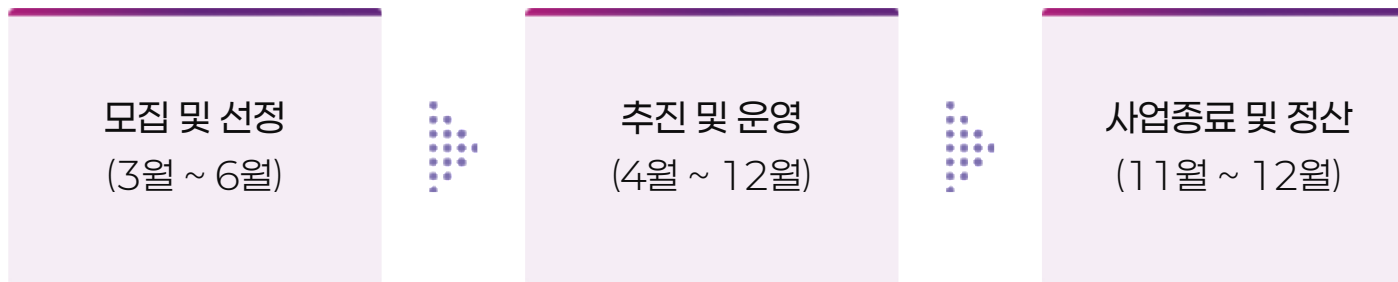 모집 및 선정
(3월 ~ 6월)
추진 및 운영
(4월 ~ 12월)
사업종료 및 정산
(11월 ~ 12월)